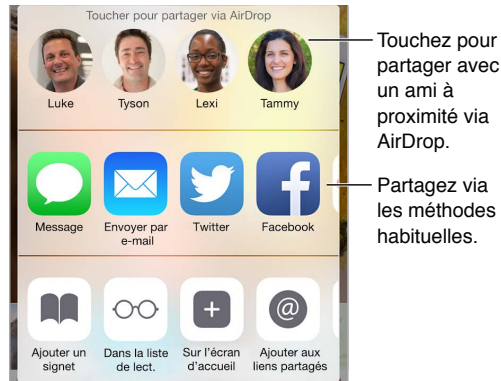 Toucher pour partager via AirDrop
Luke Tyson Lexi Tammy
Touchez pour
partager avec
un ami à
proximité via
AirDrop.
Message Envoyer par
e-mail Twitter Facebook
Partagez via
les méthodes
habituelles.
Ajouter un
signet
Dans la liste
de lect.
Sur l'écran
d'accueil
Ajouter aux
liens partagés